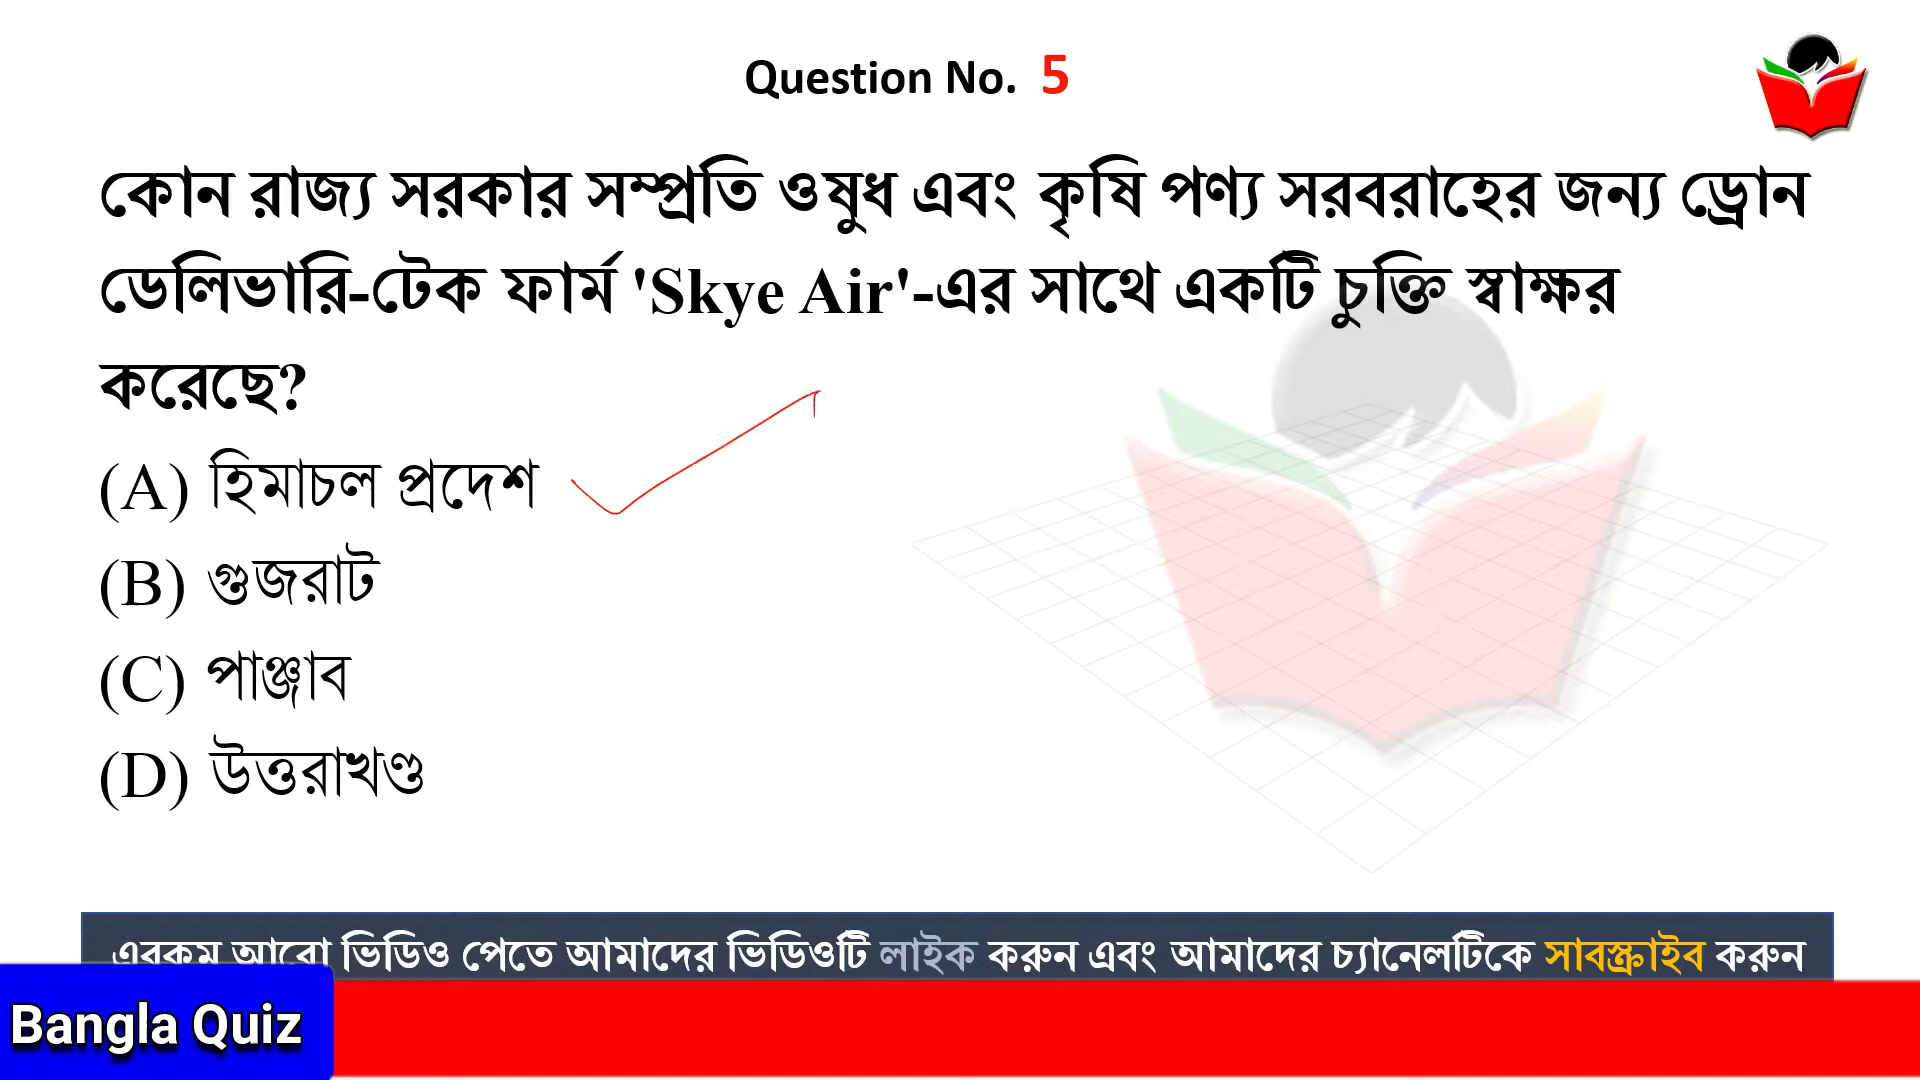 Question No. 5
কোন রাজ্য সরকার সম্প্রতি ওষুধ এবং কৃষি পণ্য সরবরাহের জন্য ড্রোন
ডেলিভারি-টেক ফার্ম 'Skye Air'-এর সাথে একটি চুক্তি স্বাক্ষর
করেছে?
(A) হিমাচল প্রদেশ
(B) গুজরাট
(C) পাঞ্জাব
(D) উত্তরাখণ্ড
এরকম আরো ভিডিও পেতে আমাদের ভিডিওটি লাইক করুন এবং আমাদের চ্যানেলটিকে সাবস্ক্রাইব করুন
Bangla Quiz